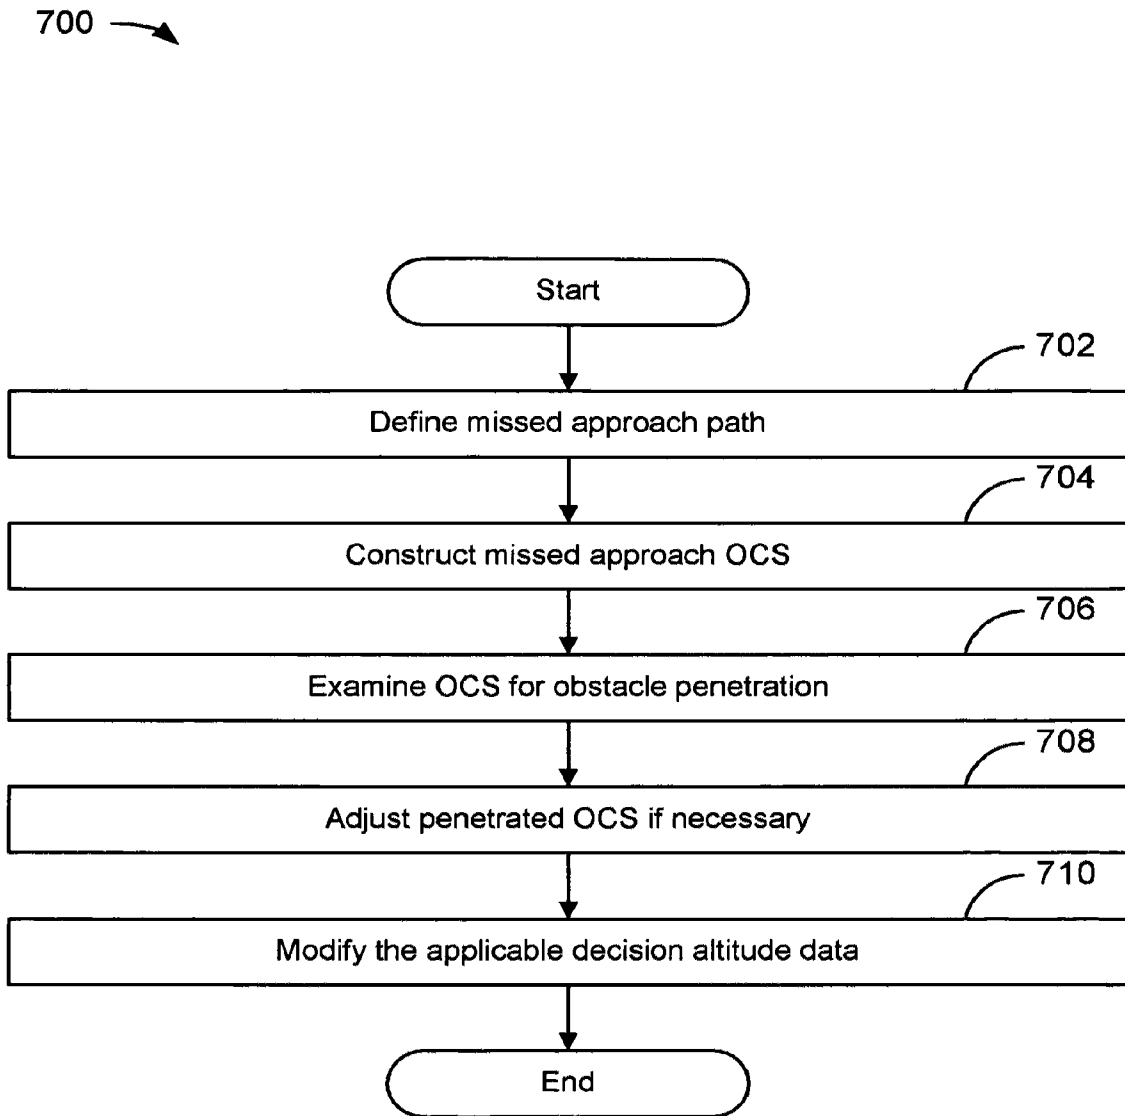 700
Start
702
Define missed approach path
704
Construct missed approach OCS
706
Examine OCS for obstacle penetration
708
Adjust penetrated OCS if necessary
710
Modify the applicable decision altitude data
End